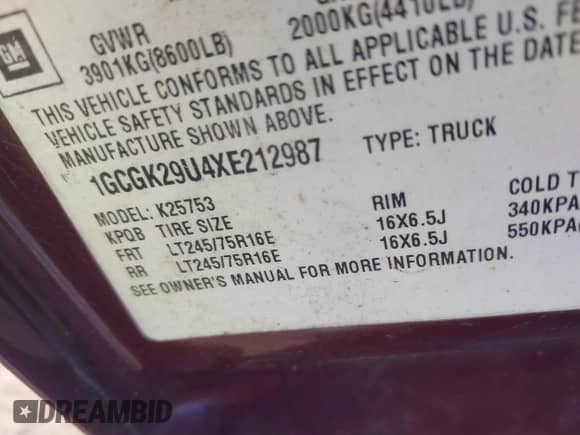 GM
GVWR
3901KG(8600LB)
2000KG(4410LB)
THIS VEHICLE CONFORMS TO ALL APPLICABLE U.S. FE
VEHICLE SAFETY STANDARDS IN EFFECT ON THE DATE
MANUFACTURE SHOWN ABOVE.
1GCGK29U4XE212987 TYPE: TRUCK
MODEL: K25753
KPQB TIRE SIZE RIM COLD T
FRT LT245/75R16E 16X6.5J 340KPA
RR LT245/75R16E 16X6.5J 550KPA(
SEE OWNER'S MANUAL FOR MORE INFORMATION.
DREAMBID